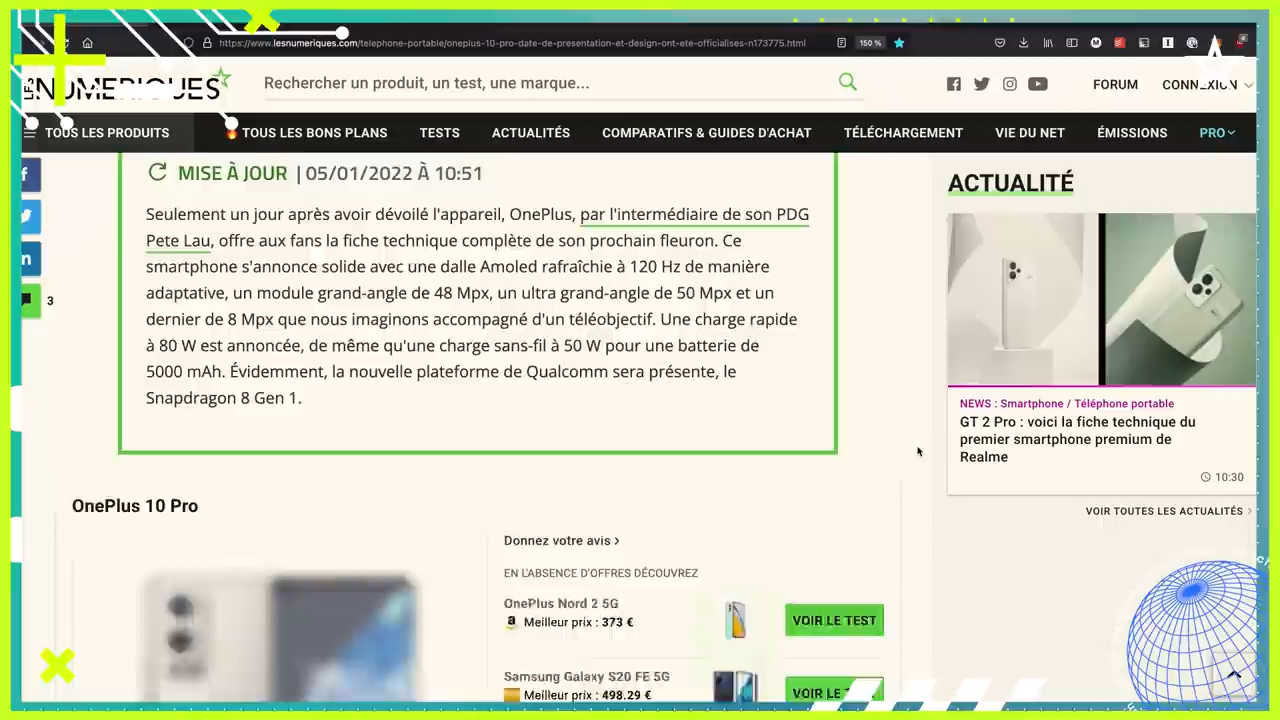 https://www.lesnumeriques.com/telephone-portable/oneplus-10-pro-date-de-presentation-et-design-ont-ete-officialises-n173775.html
150 %
LES NUMERIQUES
Rechercher un produit, un test, une marque...
FORUM
CONNEXION
TOUS LES PRODUITS
TOUS LES BONS PLANS
TESTS
ACTUALITÉS
COMPARATIFS & GUIDES D'ACHAT
TÉLÉCHARGEMENT
VIE DU NET
ÉMISSIONS
PRO
3
MISE À JOUR | 05/01/2022 À 10:51
Seulement un jour après avoir dévoilé l'appareil, OnePlus, par l'intermédiaire de son PDG
Pete Lau, offre aux fans la fiche technique complète de son prochain fleuron. Ce
smartphone s'annonce solide avec une dalle Amoled rafraîchie à 120 Hz de manière
adaptative, un module grand-angle de 48 Mpx, un ultra grand-angle de 50 Mpx et un
dernier de 8 Mpx que nous imaginons accompagné d'un téléobjectif. Une charge rapide
à 80 W est annoncée, de même qu'une charge sans-fil à 50 W pour une batterie de
5000 mAh. Évidemment, la nouvelle plateforme de Qualcomm sera présente, le
Snapdragon 8 Gen 1.
ACTUALITÉ
NEWS : Smartphone / Téléphone portable
GT 2 Pro : voici la fiche technique du
premier smartphone premium de
Realme
10:30
VOIR TOUTES LES ACTUALITÉS
OnePlus 10 Pro
Donnez votre avis
EN L'ABSENCE D'OFFRES DÉCOUVREZ
OnePlus Nord 2 5G
Meilleur prix : 373 €
VOIR LE TEST
Samsung Galaxy S20 FE 5G
Meilleur prix : 498.29 €
VOIR LE